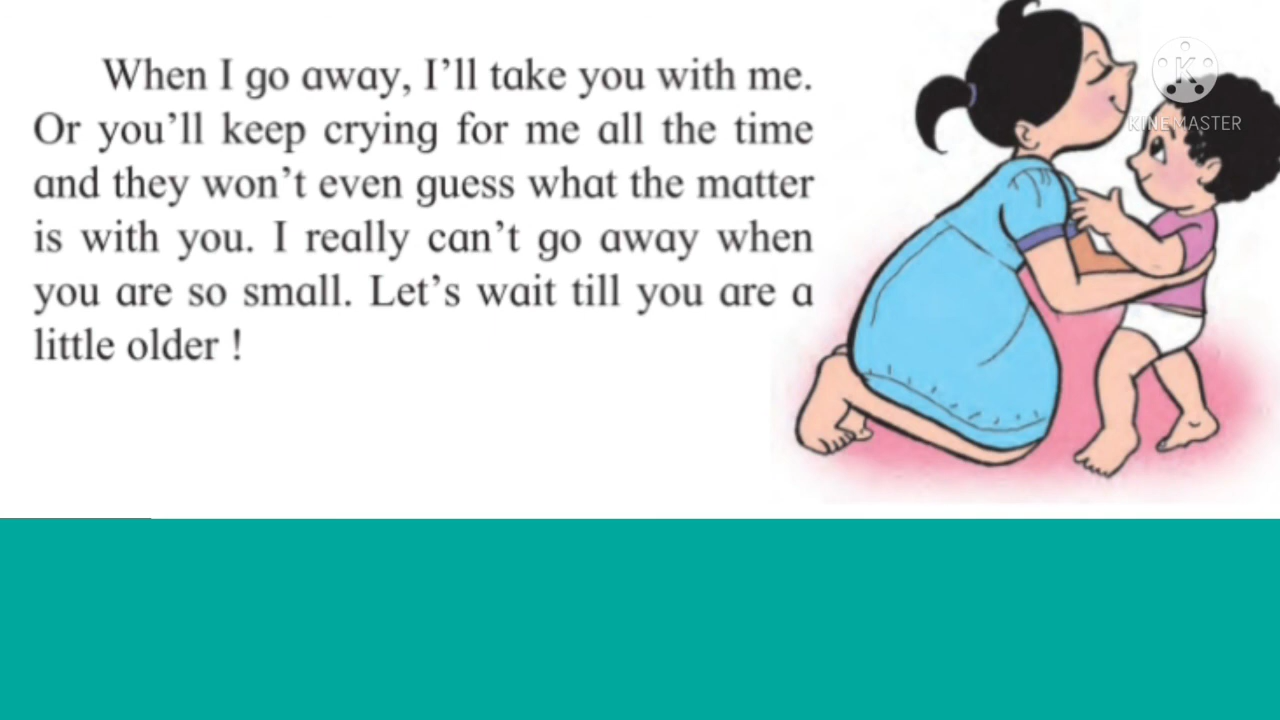 When I go away, I’ll take you with me.
Or you’ll keep crying for me all the time
and they won’t even guess what the matter
is with you. I really can’t go away when
you are so small. Let’s wait till you are a
little older !
K
KINEMASTER